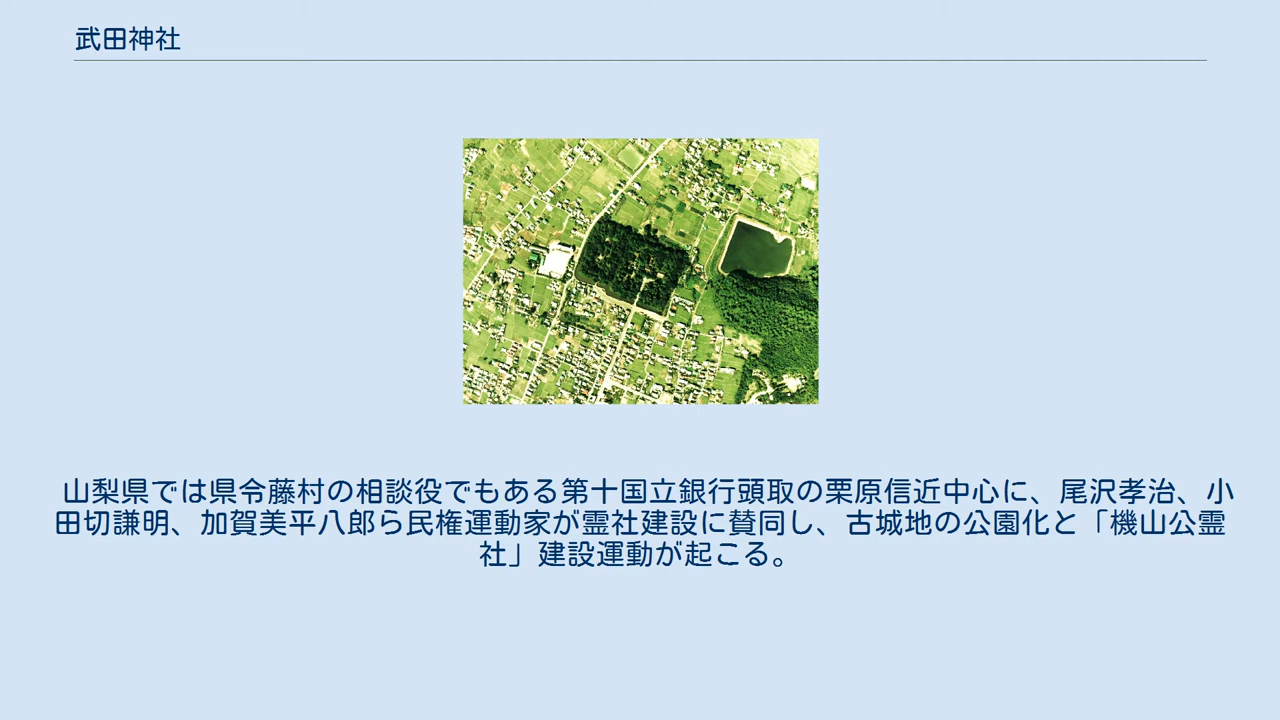 武田神社
山梨県では県令藤村の相談役でもある第十国立銀行頭取の栗原信近中心に、尾沢孝治、小
田切謙明、加賀美平八郎ら民権運動家が霊社建設に賛同し、古城地の公園化と「機山公霊
社」建設運動が起こる。